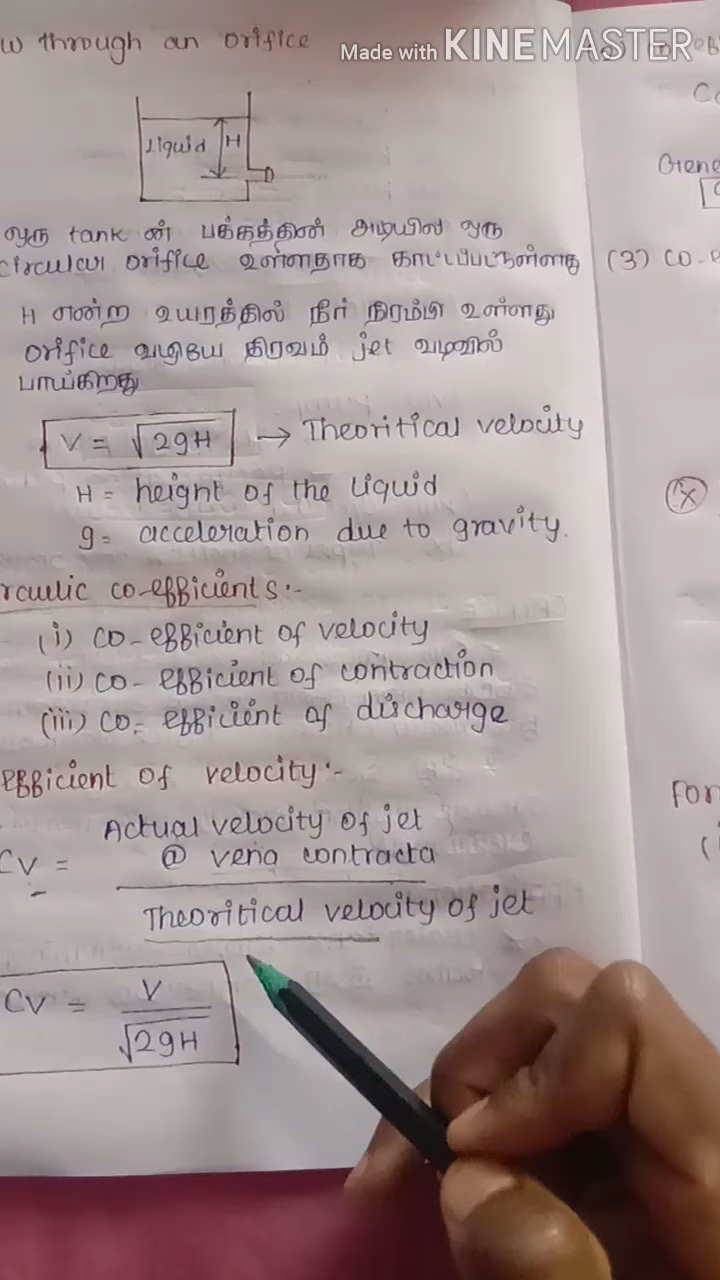 w through an orifice
Made with KINEMASTER
Liquid H
ஒரு tank ன் பக்கத்தின் அடியில் ஒரு
circular orifice உள்ளதாக காட்டப்பட்டுள்ளது
H என்ற உயரத்தில் நீர் நிரம்பி உள்ளது
orifice வழியே திரவம் jet வடிவில்
பாய்கிறது
V = √2gH → Theoritical velocity
H = height of the liquid
g = acceleration due to gravity.
raulic co-efficients:-
(i) co-efficient of velocity
(ii) co-efficient of contraction
(iii) co-efficient of discharge
efficient of velocity:-
Actual velocity of jet
CV = @ vena contracta
Theoritical velocity of jet
CV = V
√2gH
Co
Gene
(3) co-e
(ix)
For
(i